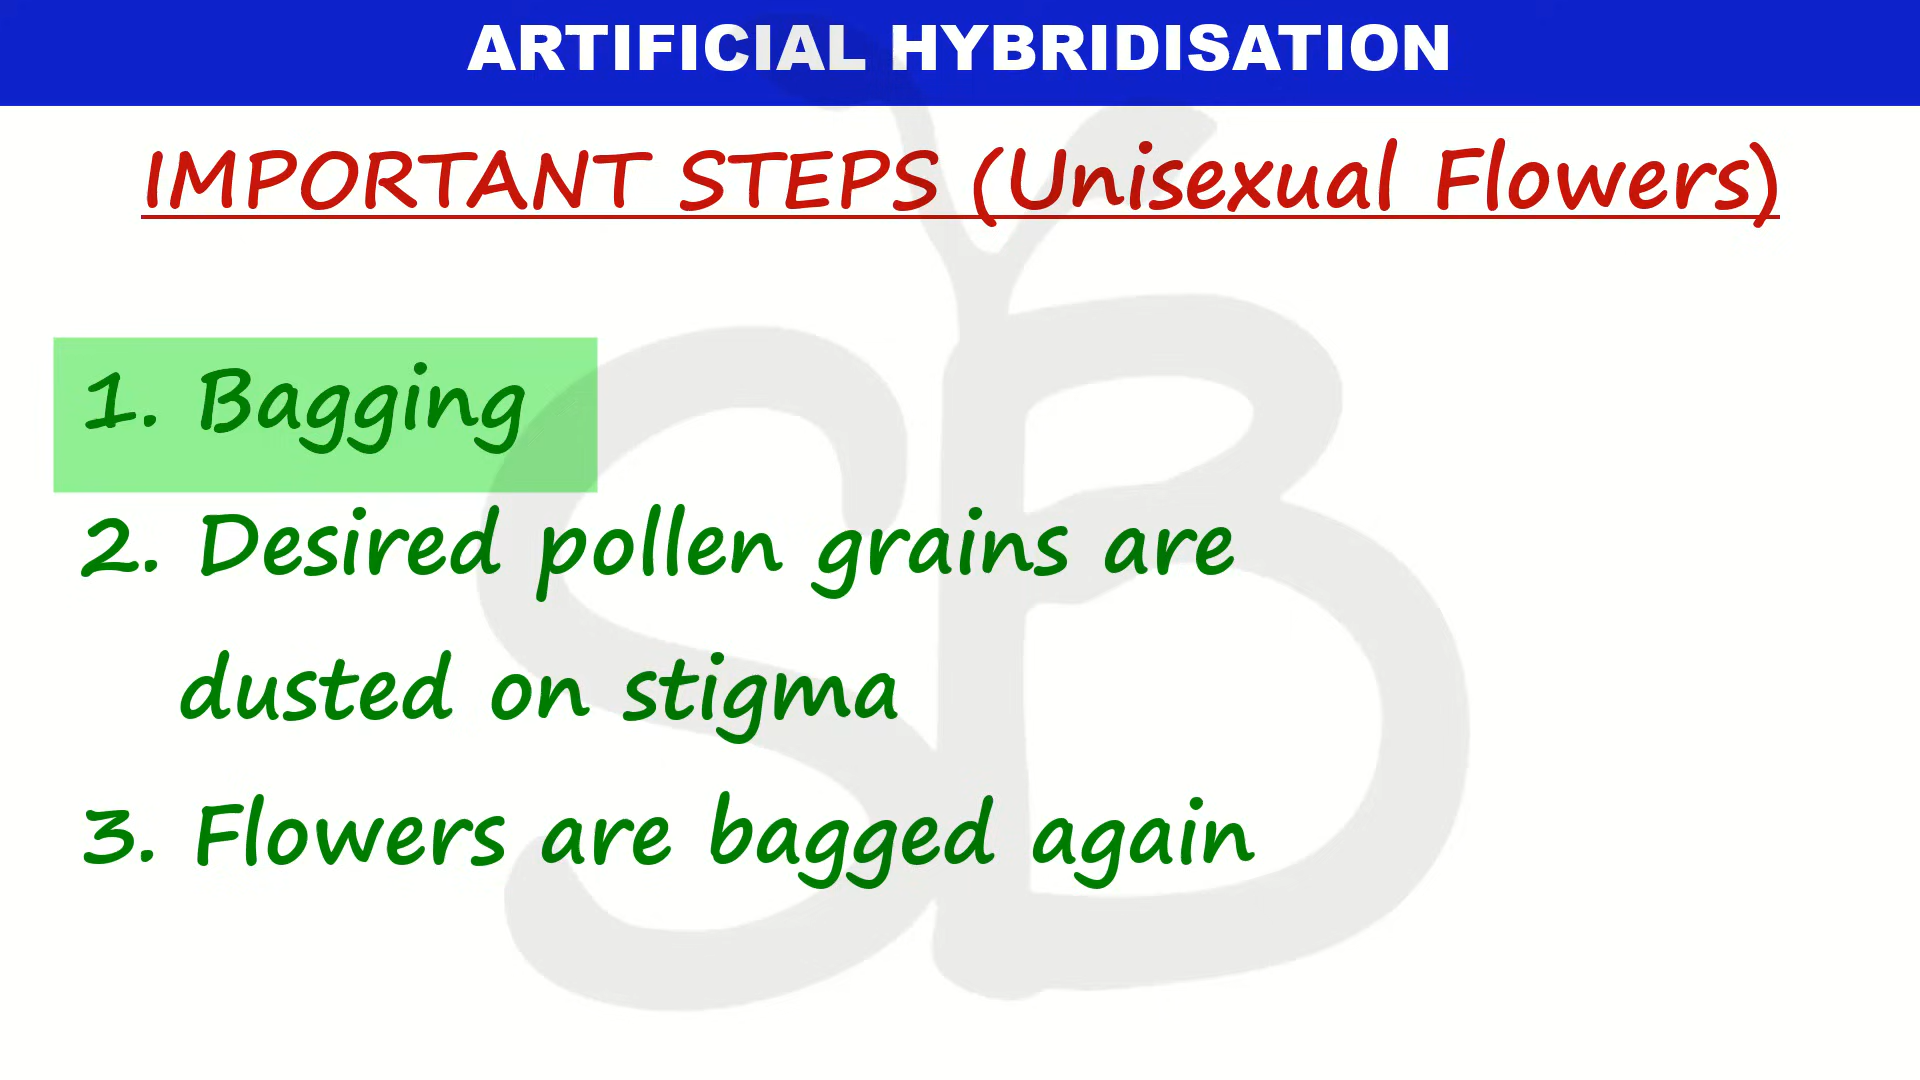 ARTIFICIAL HYBRIDISATION
IMPORTANT STEPS (Unisexual Flowers)
1. Bagging
2. Desired pollen grains are
dusted on stigma
3. Flowers are bagged again
SB